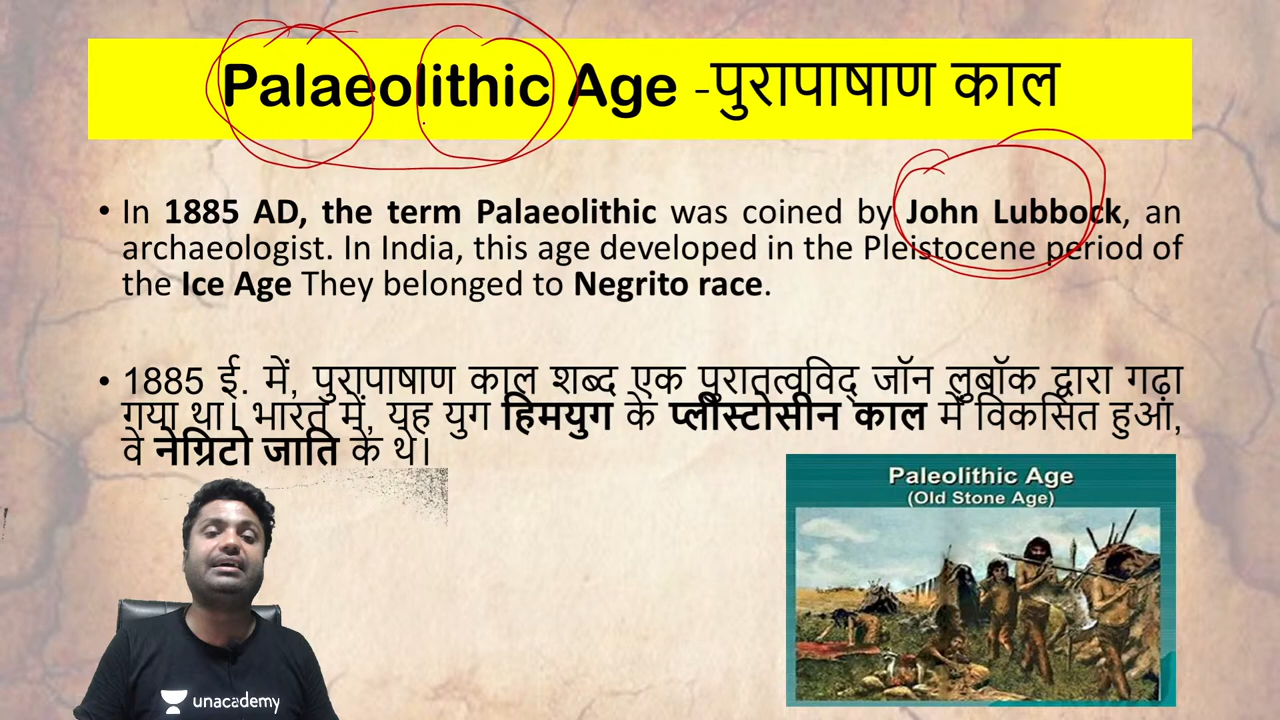 Palaeolithic Age -पुरापाषाण काल
• In 1885 AD, the term Palaeolithic was coined by John Lubbock, an
archaeologist. In India, this age developed in the Pleistocene period of
the Ice Age They belonged to Negrito race.
• 1885 ई. में, पुरापाषाण काल शब्द एक पुरातत्वविद् जॉन लुबॉक द्वारा गढ़ा
गया था। भारत में, यह युग हिमयुग के प्लीस्टोसीन काल में विकसित हुआ,
वे नेग्रिटो जाति के थे।
Paleolithic Age
(Old Stone Age)
unacademy